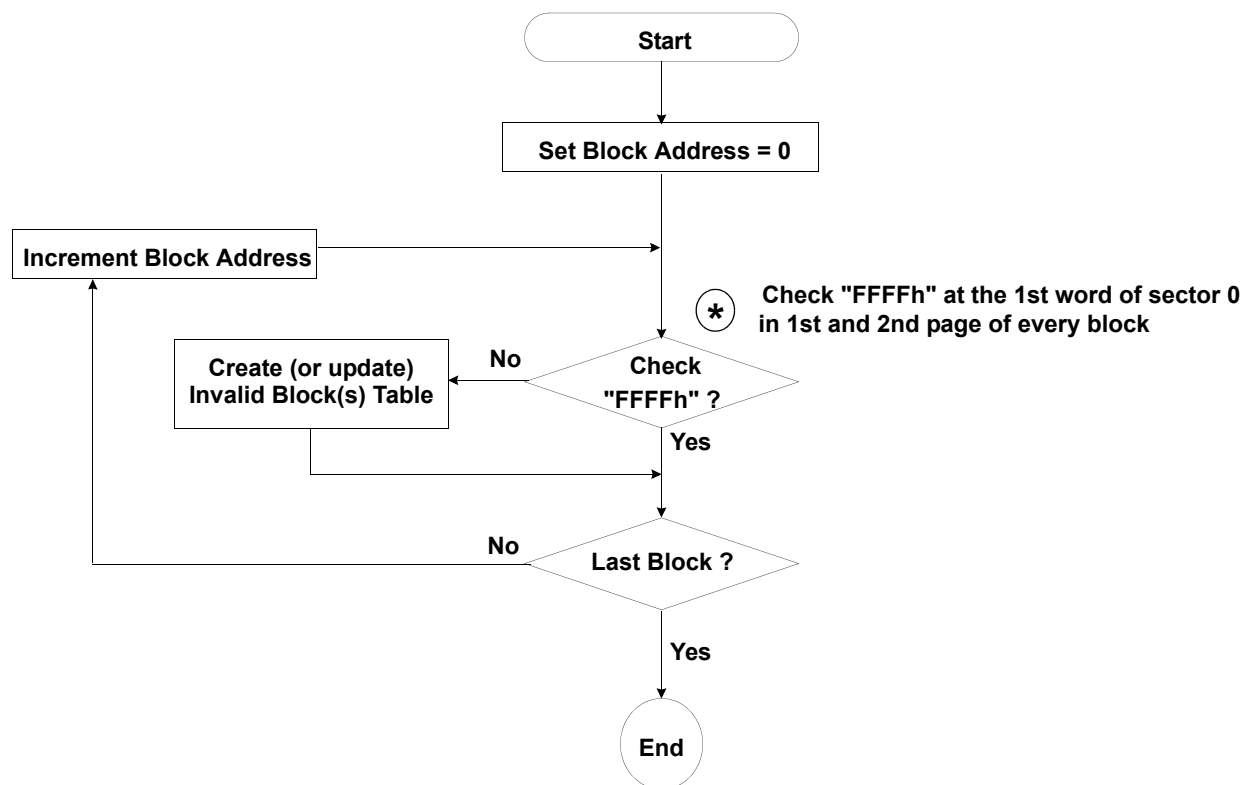 Start
Set Block Address = 0
Increment Block Address
*
Check "FFFFh" at the 1st word of sector 0
in 1st and 2nd page of every block
No
Check
"FFFFh" ?
Create (or update)
Invalid Block(s) Table
Yes
No
Last Block ?
Yes
End